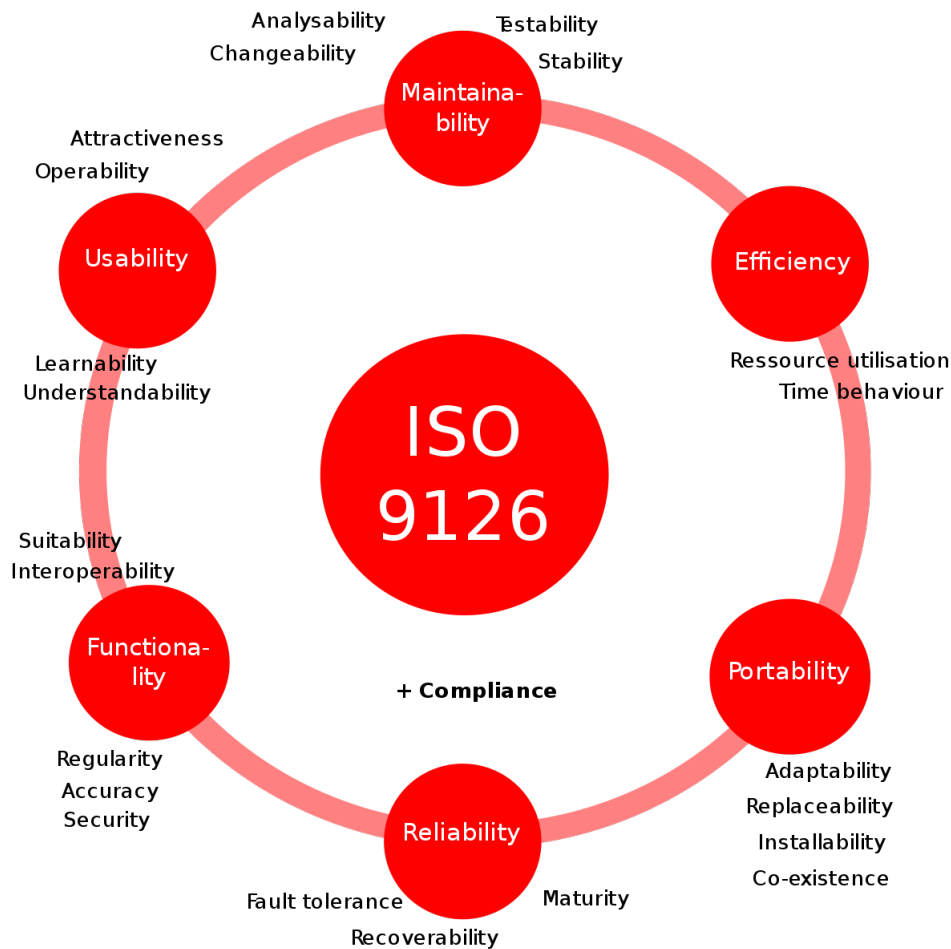 Analysability
Testability
Changeability
Stability
Maintaina-
bility
Attractiveness
Operability
Usability
Efficiency
Learnability
Understandability
Ressource utilisation
Time behaviour
ISO
9126
Suitability
Interoperability
Functiona-
lity
Portability
+ Compliance
Regularity
Accuracy
Security
Adaptability
Replaceability
Installability
Co-existence
Reliability
Fault tolerance
Maturity
Recoverability